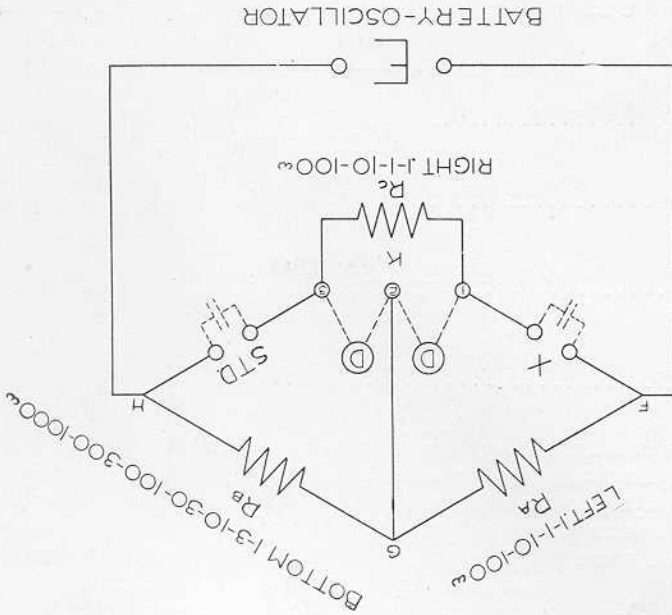 G
LEFT .1-1-10-100ω
RA
RB
BOTTOM 1-3-10-30-100-300-1000ω
F
H
X
D
D
STD.
1
2
3
K
RC
RIGHT .1-1-10-100ω
BATTERY-OSCILLATOR